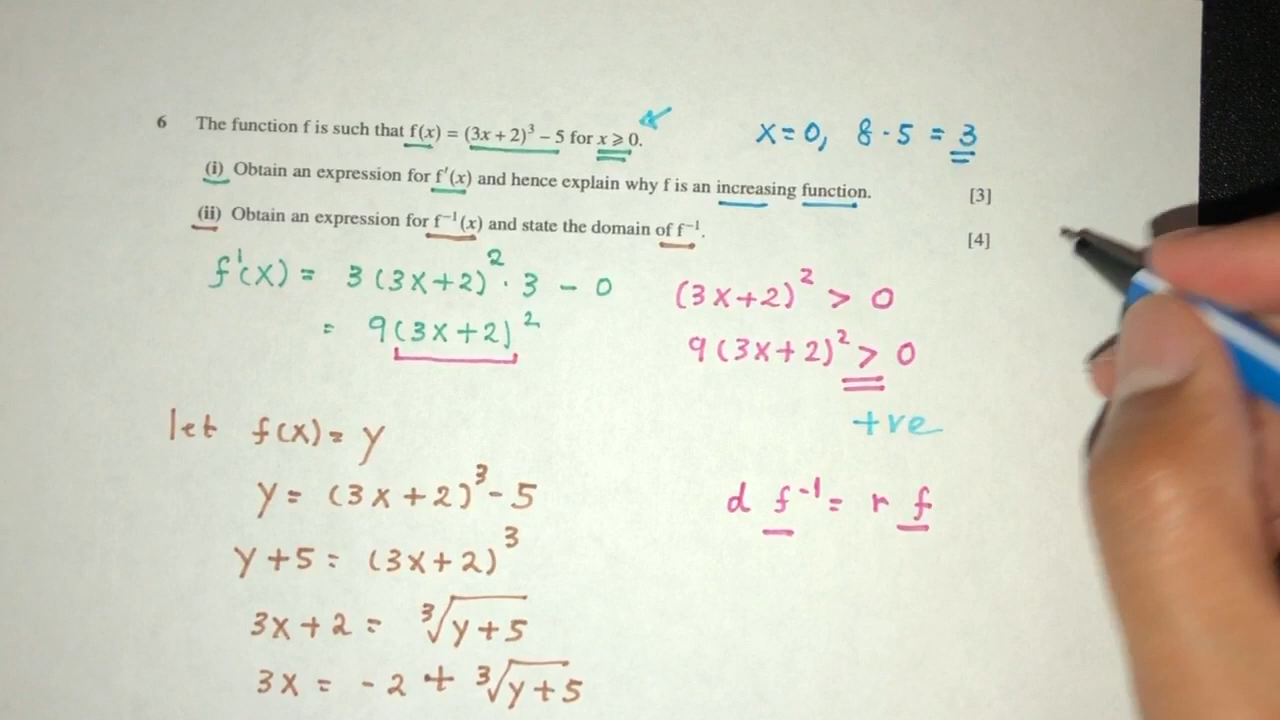 6 The function f is such that f(x) = (3x + 2)³ − 5 for x ⩾ 0.
x = 0, 8 - 5 = 3
(i) Obtain an expression for f′(x) and hence explain why f is an increasing function. [3]
(ii) Obtain an expression for f⁻¹(x) and state the domain of f⁻¹. [4]
f'(x) = 3(3x+2)² · 3 − 0
= 9(3x+2)²
(3x+2)² > 0
9(3x+2)² > 0
+ve
let f(x) = y
y = (3x+2)³ - 5
y + 5 = (3x+2)³
3x + 2 = ³√(y+5)
3x = -2 + ³√(y+5)
d f⁻¹ = r f